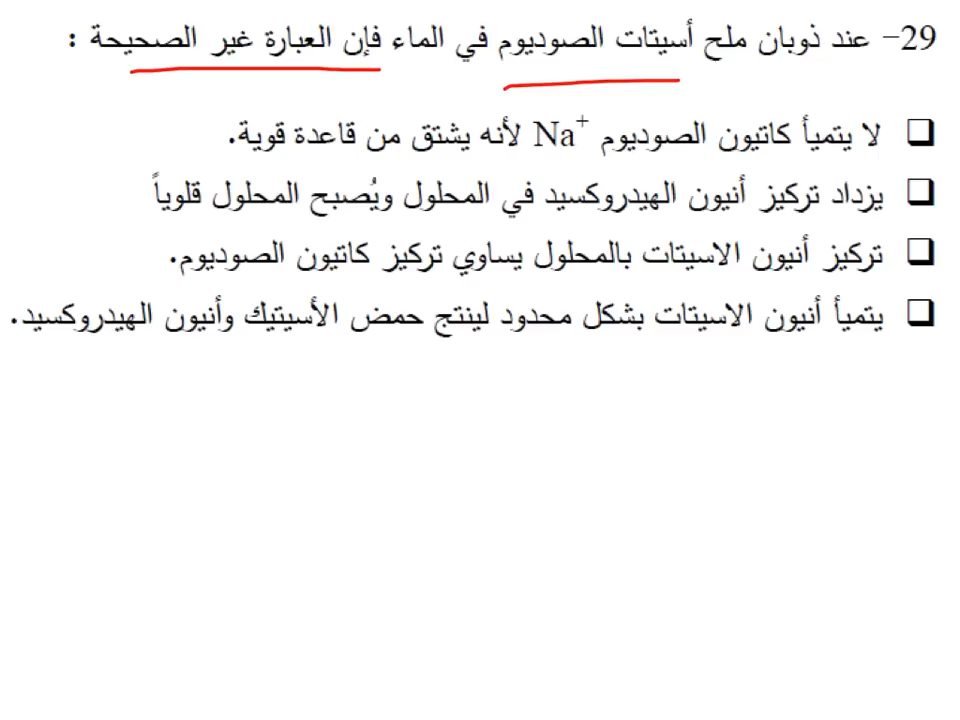 29- عند ذوبان ملح أسيتات الصوديوم في الماء فإن العبارة غير الصحيحة :
❑ لا يتميأ كاتيون الصوديوم Na⁺ لأنه يشتق من قاعدة قوية.
❑ يزداد تركيز أنيون الهيدروكسيد في المحلول ويُصبح المحلول قلوياً
❑ تركيز أنيون الاسيتات بالمحلول يساوي تركيز كاتيون الصوديوم.
❑ يتميأ أنيون الاسيتات بشكل محدود لينتج حمض الأسيتيك وأنيون الهيدروكسيد.